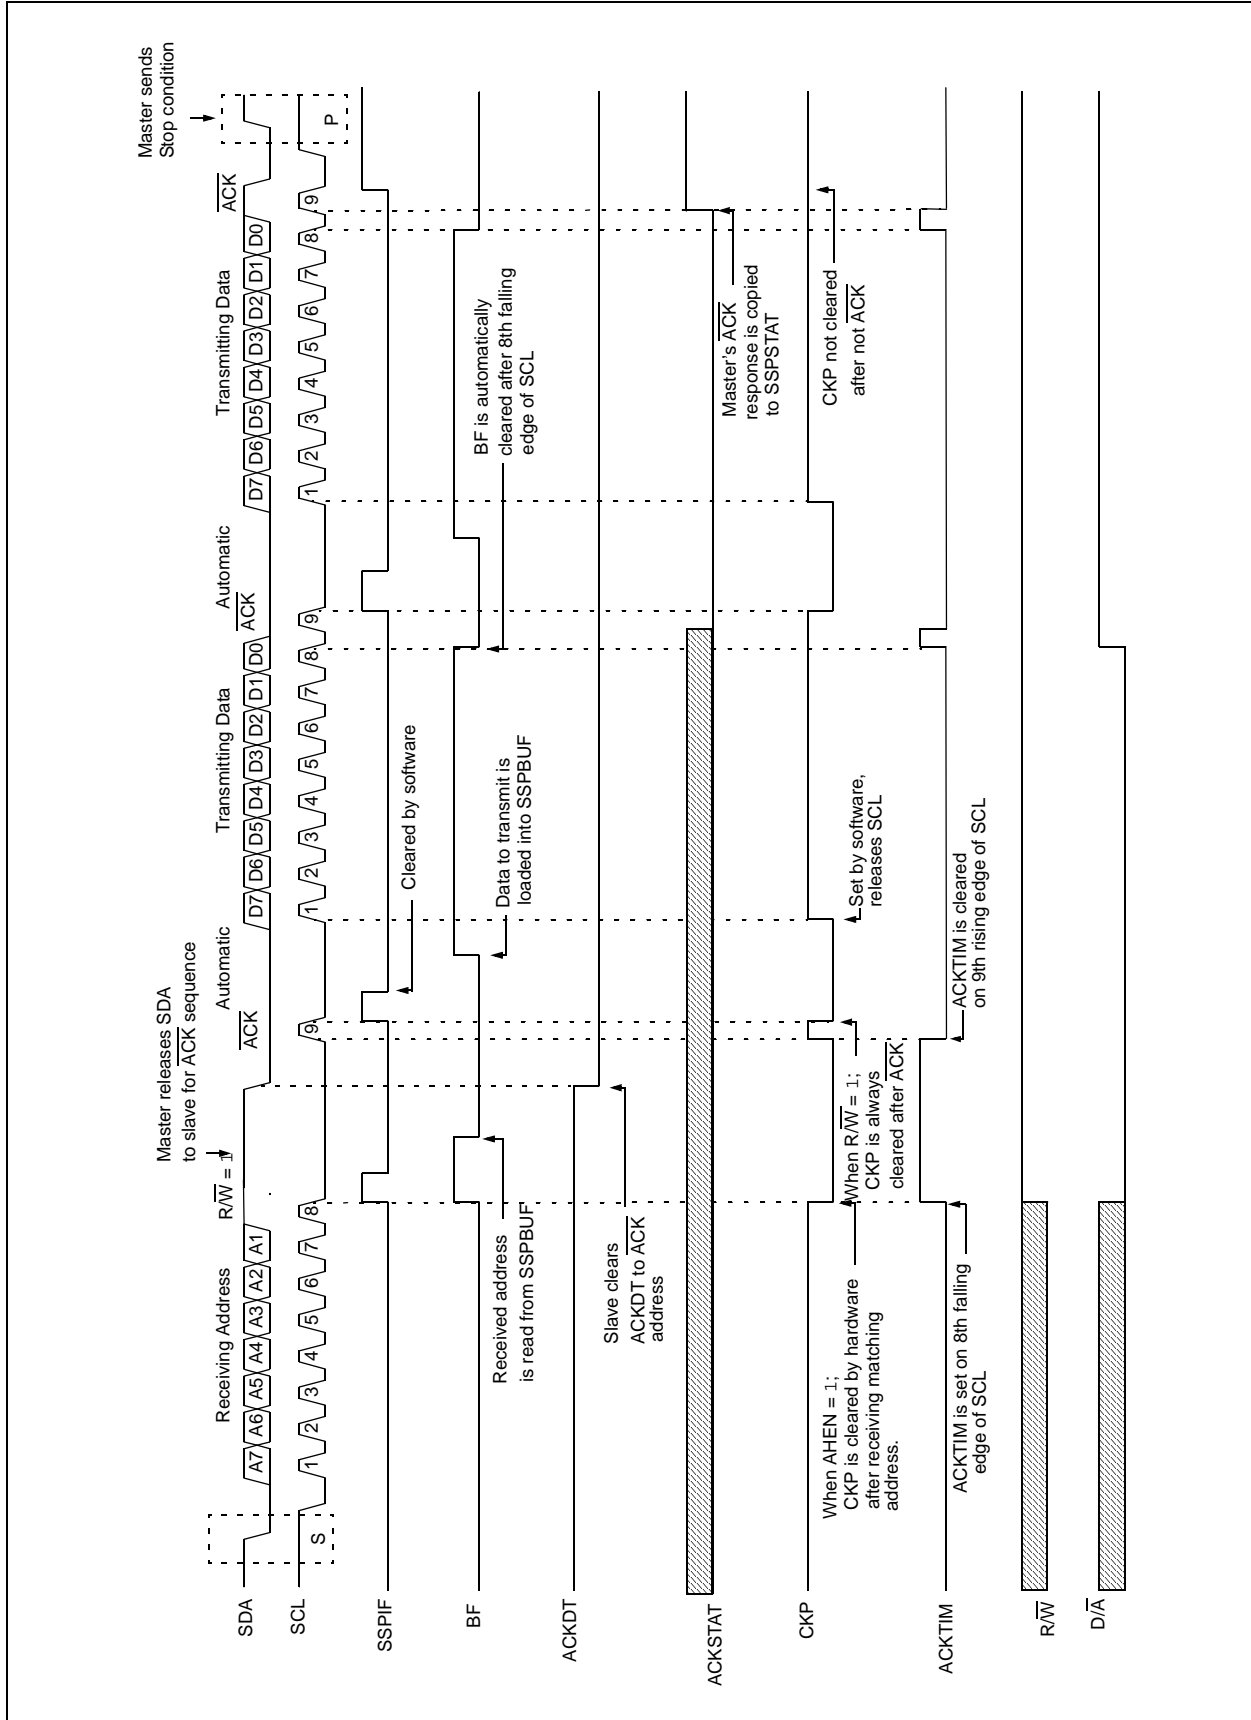 Master sends
Stop condition
Master releases SDA
to slave for ACK sequence
Receiving Address
R/W = 1
ACK
Automatic
Transmitting Data
ACK
Automatic
Transmitting Data
ACK
SDA
A7 A6 A5 A4 A3 A2 A1
D7 D6 D5 D4 D3 D2 D1 D0
D7 D6 D5 D4 D3 D2 D1 D0
SCL
S
1 2 3 4 5 6 7 8 9
1 2 3 4 5 6 7 8 9
1 2 3 4 5 6 7 8 9
P
SSPIF
Cleared by software
BF
Received address
is read from SSPBUF
Data to transmit is
loaded into SSPBUF
BF is automatically
cleared after 8th falling
edge of SCL
ACKDT
Slave clears
ACKDT to ACK
address
ACKSTAT
Master's ACK
response is copied
to SSPSTAT
CKP
When AHEN = 1;
CKP is cleared by hardware
after receiving matching
address.
When R/W = 1;
CKP is always
cleared after ACK
Set by software,
releases SCL
CKP not cleared
after not ACK
ACKTIM
ACKTIM is set on 8th falling
edge of SCL
ACKTIM is cleared
on 9th rising edge of SCL
R/W
D/A